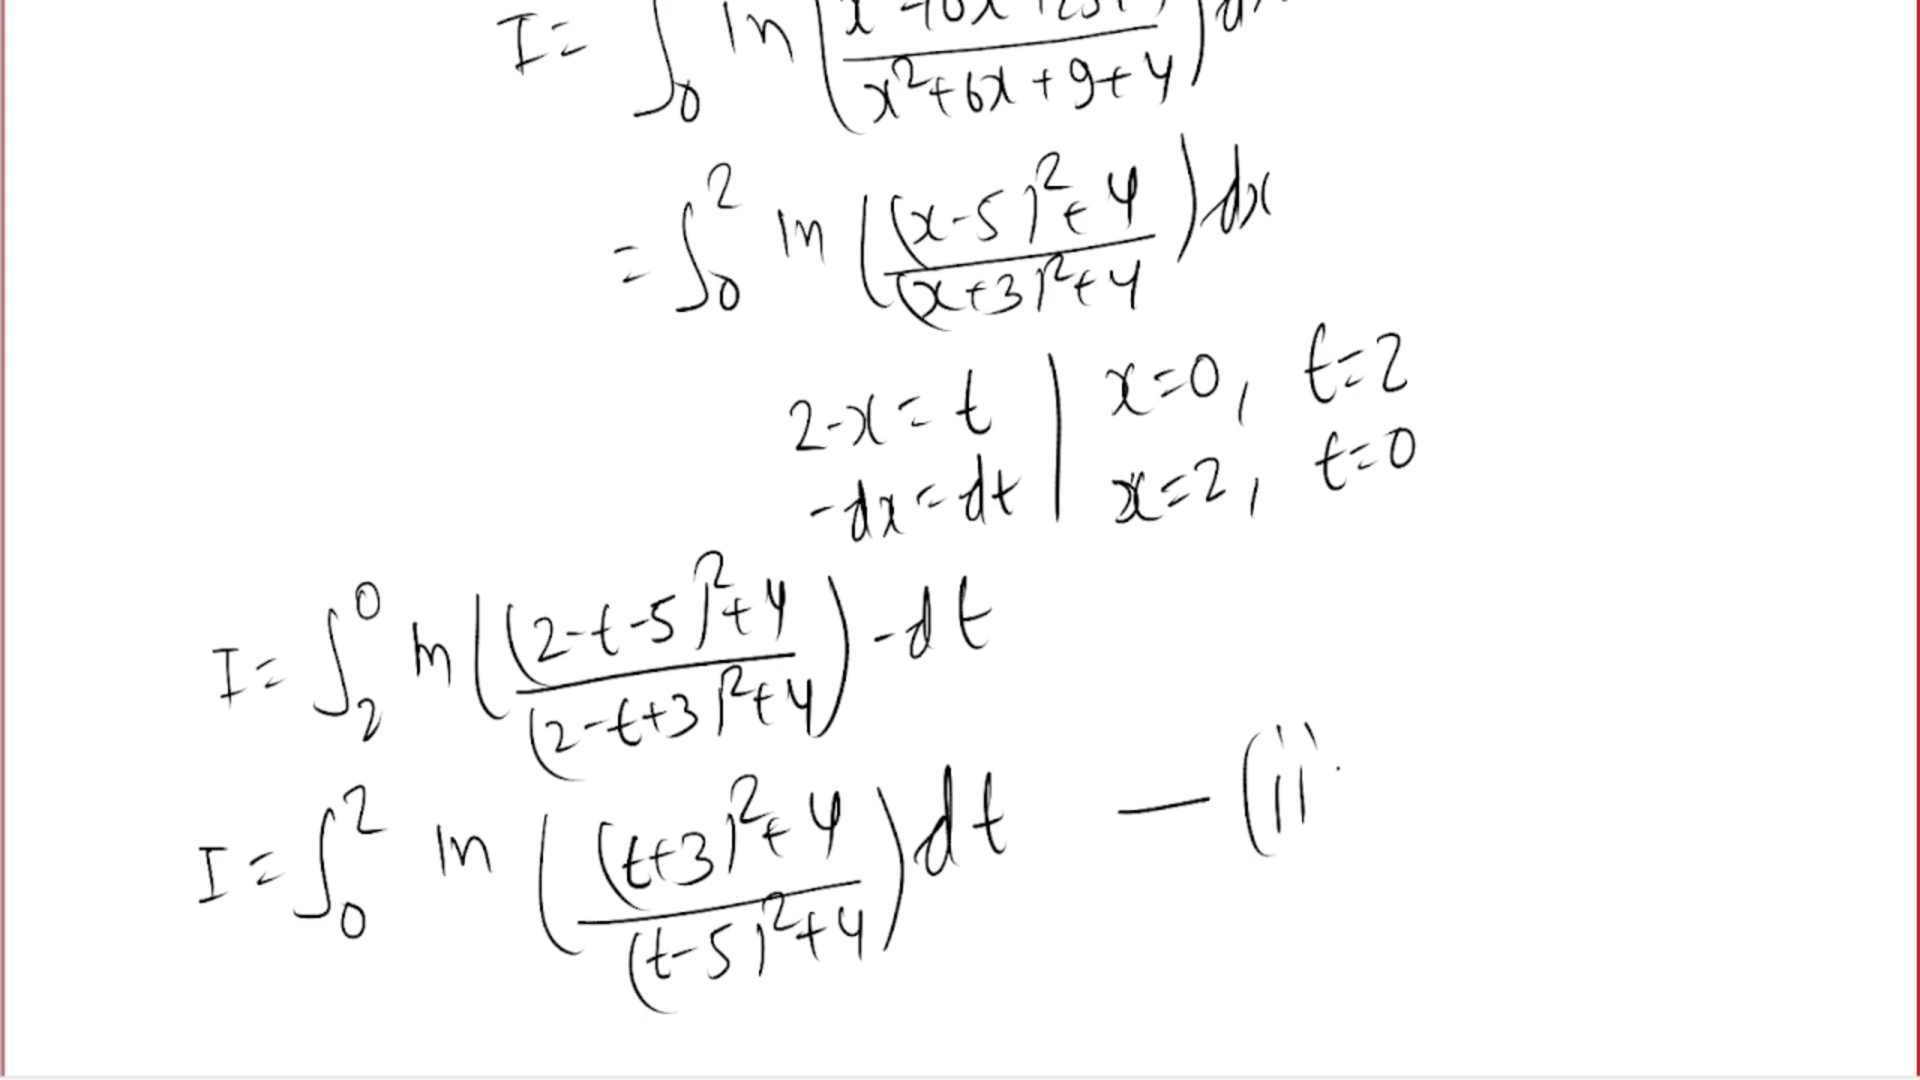 I = ∫₀ ln( / x²+6x+9+4)
= ∫₀² ln((x-5)²+4 / (x+3)²+4) dx
2-x = t | x=0, t=2
-dx = dt | x=2, t=0
I = ∫₂⁰ ln((2-t-5)²+4 / (2-t+3)²+4) -dt
I = ∫₀² ln((t+3)²+4 / (t-5)²+4) dt — (ii